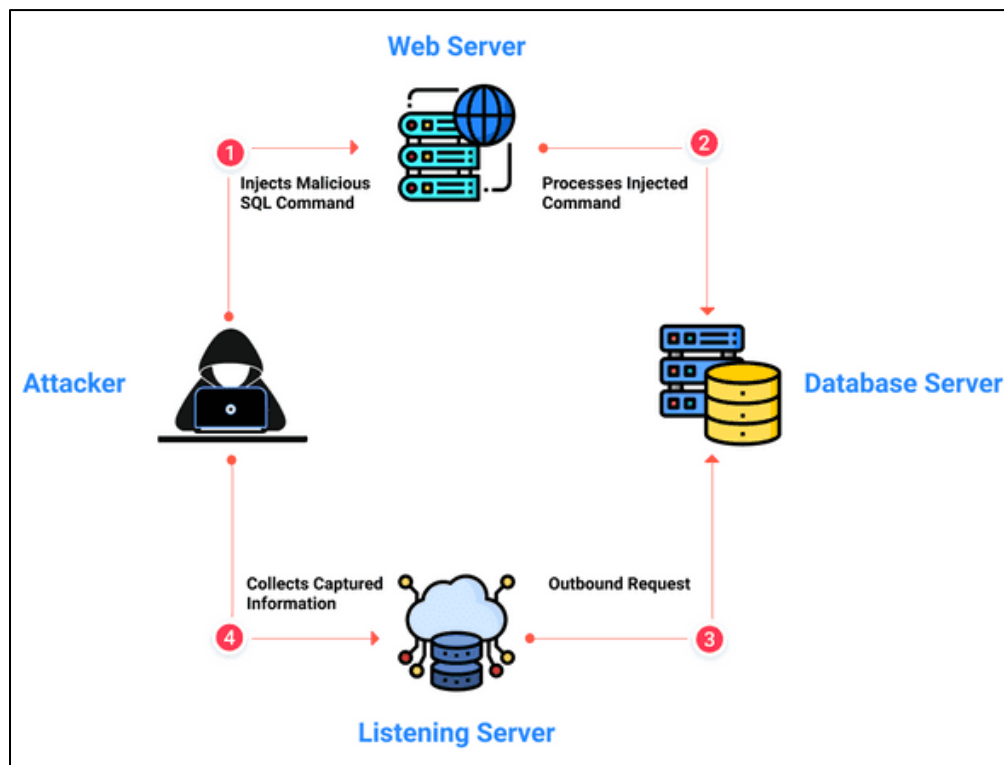 Web Server
1
2
Injects Malicious
SQL Command
Processes Injected
Command
Attacker
Database Server
Collects Captured
Information
Outbound Request
4
3
Listening Server